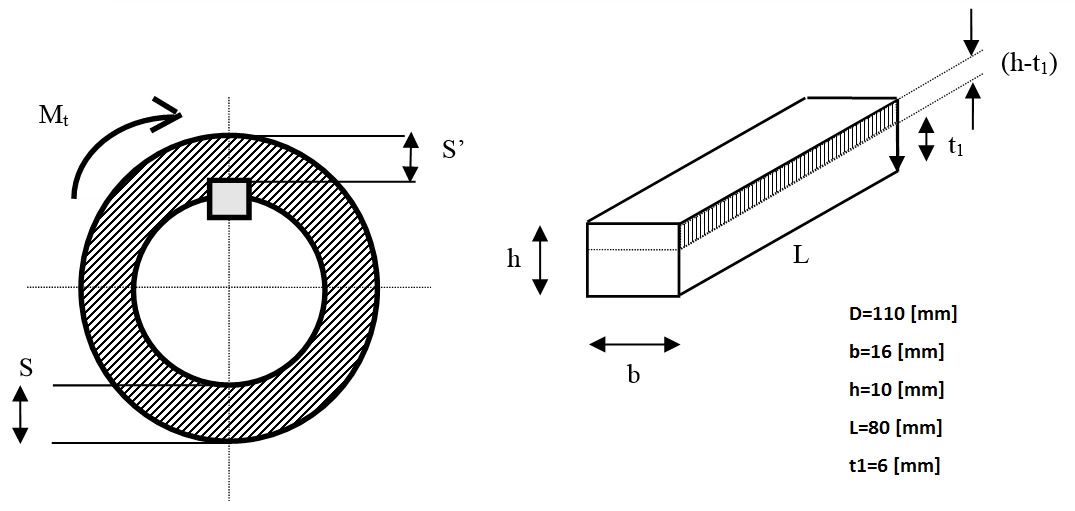 Mt
S’
S
(h-t1)
t1
h
L
b
D=110 [mm]
b=16 [mm]
h=10 [mm]
L=80 [mm]
t1=6 [mm]